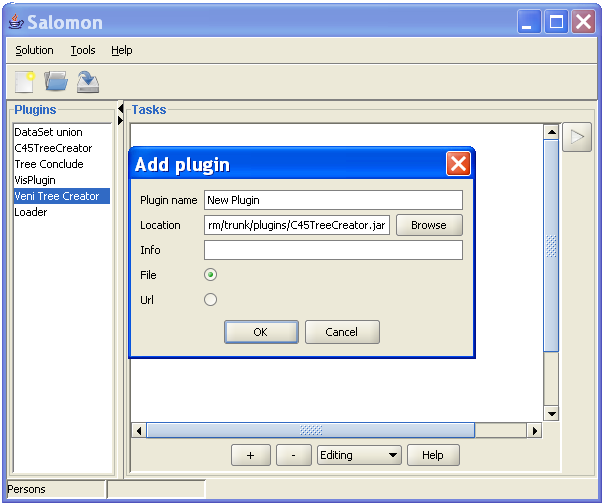 Salomon
Solution Tools Help
Plugins
Tasks
DataSet union
C45TreeCreator
Tree Conclude
VisPlugin
Veni Tree Creator
Loader
Add plugin
Plugin name New Plugin
Location rm/trunk/plugins/C45TreeCreator.jar Browse
Info
File
Url
OK Cancel
+ - Editing Help
Persons